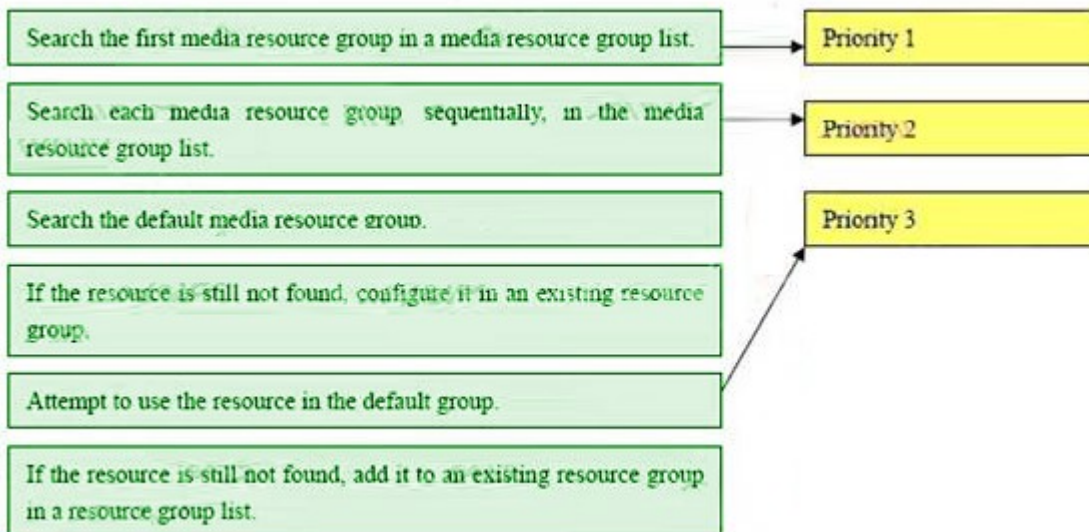 Search the first media resource group in a media resource group list.
Priority 1
Search each media resource group sequentially, in the media
resource group list.
Priority 2
Search the default media resource group.
Priority 3
If the resource is still not found, configure it in an existing resource
group.
Attempt to use the resource in the default group.
If the resource is still not found, add it to an existing resource group
in a resource group list.